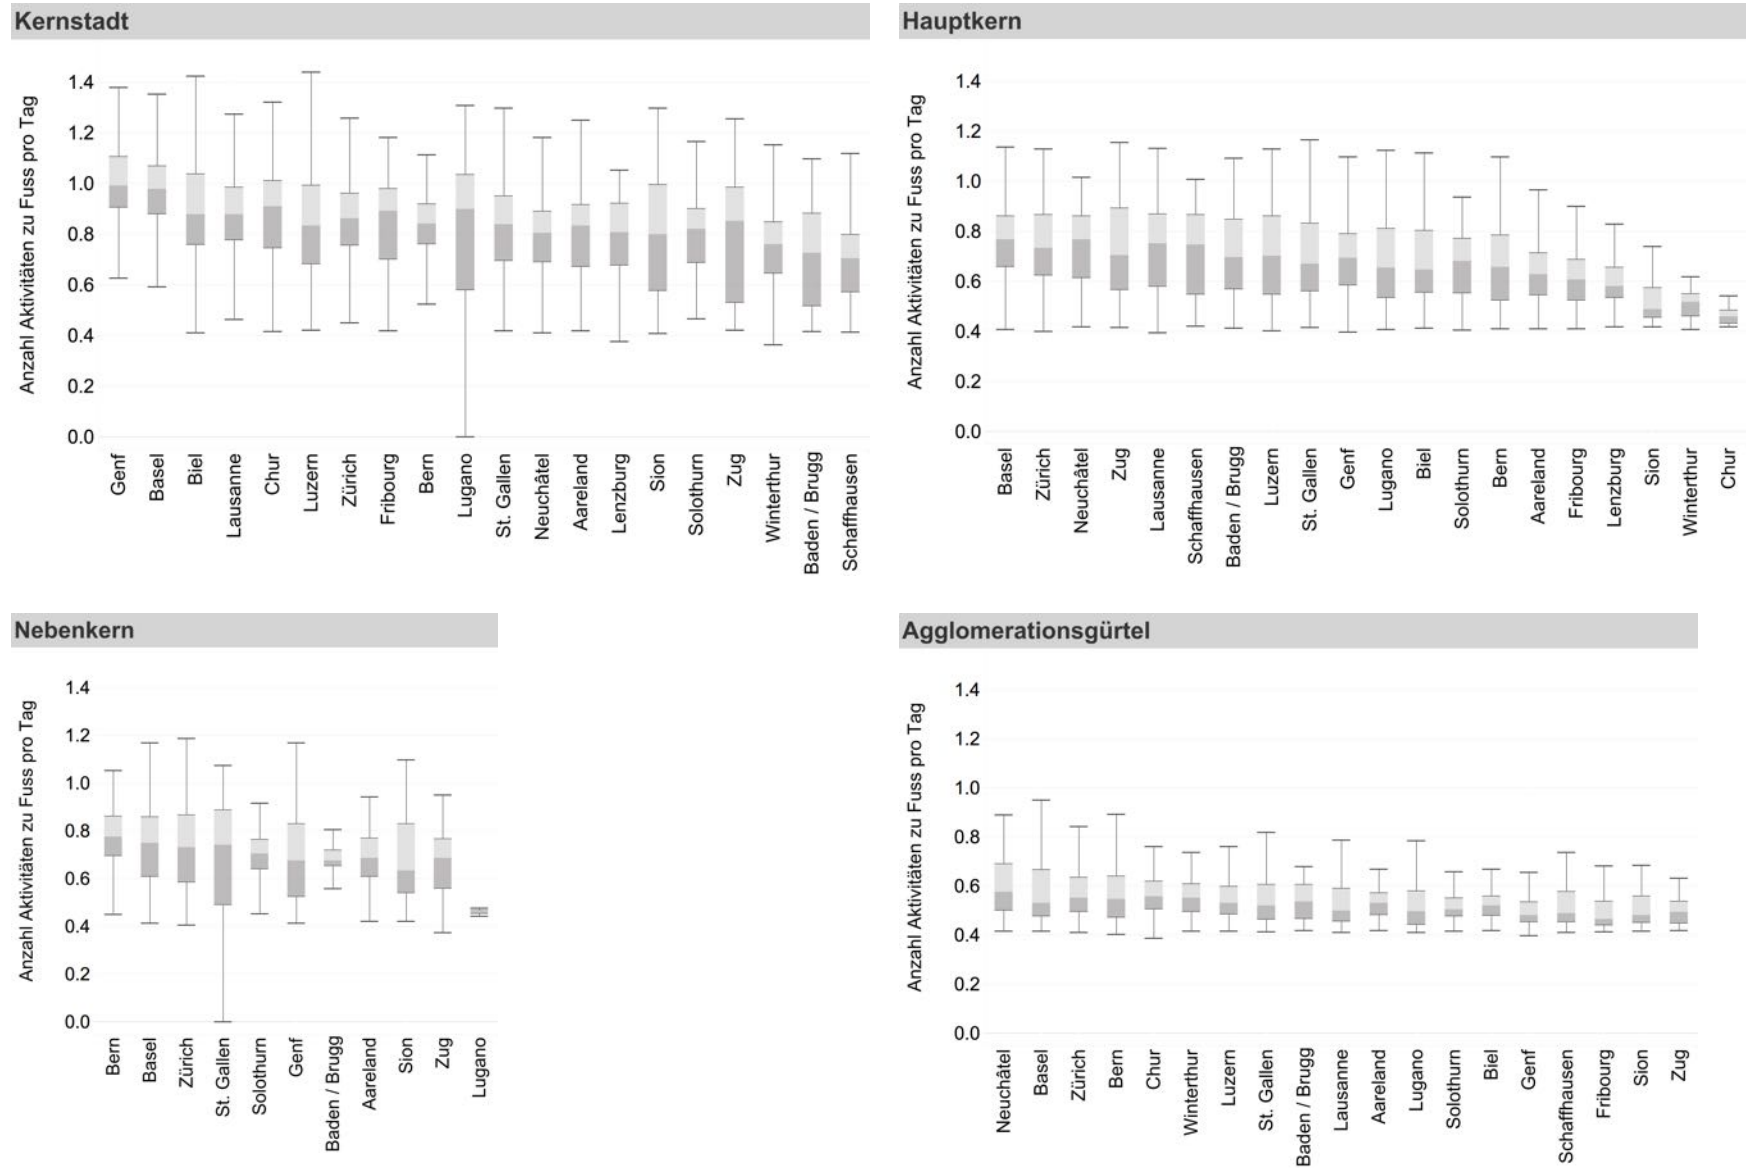 Kernstadt
Anzahl Aktivitäten zu Fuss pro Tag
1.4
1.2
1.0
0.8
0.6
0.4
0.2
0.0
Genf
Basel
Biel
Lausanne
Chur
Luzern
Zürich
Fribourg
Bern
Lugano
St. Gallen
Neuchâtel
Aareland
Lenzburg
Sion
Solothurn
Zug
Winterthur
Baden / Brugg
Schaffhausen
Hauptkern
Anzahl Aktivitäten zu Fuss pro Tag
1.4
1.2
1.0
0.8
0.6
0.4
0.2
0.0
Basel
Zürich
Neuchâtel
Zug
Lausanne
Schaffhausen
Baden / Brugg
Luzern
St. Gallen
Genf
Lugano
Biel
Solothurn
Bern
Aareland
Fribourg
Lenzburg
Sion
Winterthur
Chur
Nebenkern
Anzahl Aktivitäten zu Fuss pro Tag
1.4
1.2
1.0
0.8
0.6
0.4
0.2
0.0
Bern
Basel
Zürich
St. Gallen
Solothurn
Genf
Baden / Brugg
Aareland
Sion
Zug
Lugano
Agglomerationsgürtel
Anzahl Aktivitäten zu Fuss pro Tag
1.4
1.2
1.0
0.8
0.6
0.4
0.2
0.0
Neuchâtel
Basel
Zürich
Bern
Chur
Winterthur
Luzern
St. Gallen
Baden / Brugg
Lausanne
Aareland
Lugano
Solothurn
Biel
Genf
Schaffhausen
Fribourg
Sion
Zug